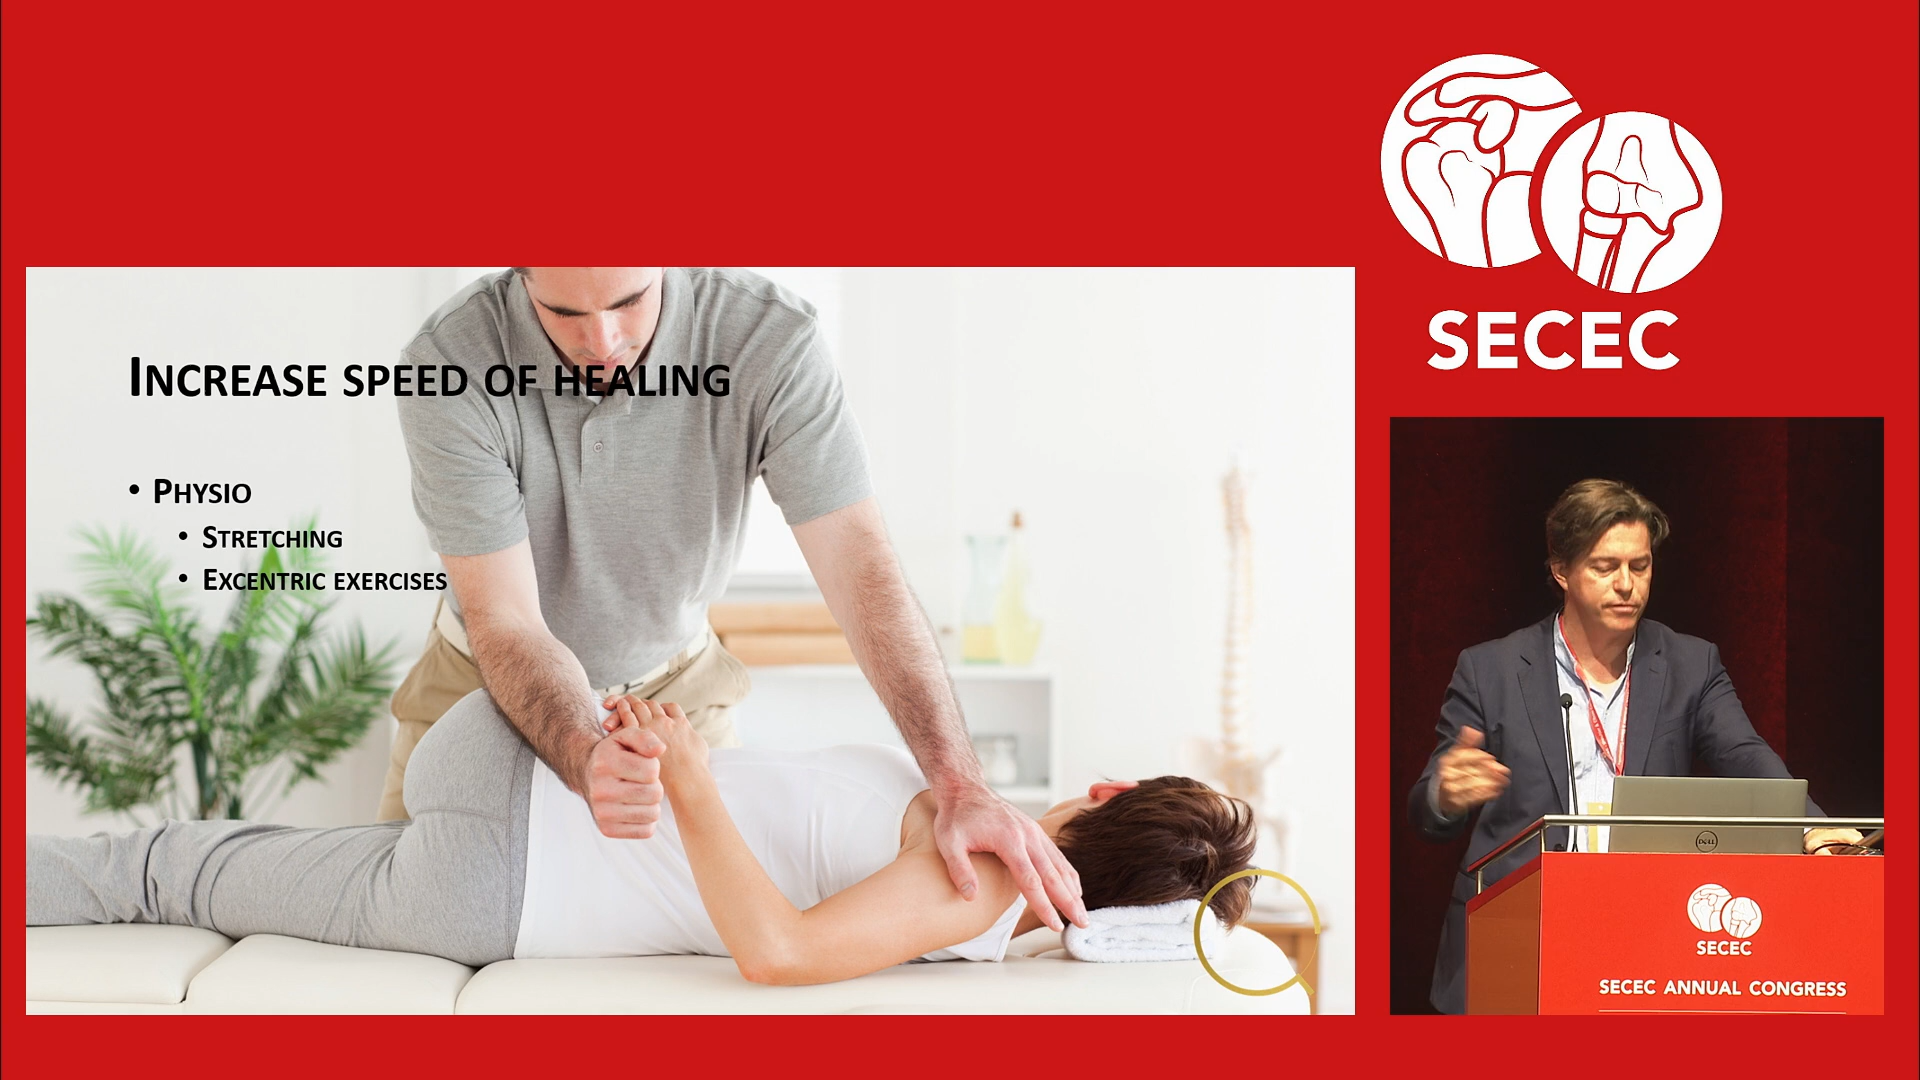 SECEC
INCREASE SPEED OF HEALING
• PHYSIO
• STRETCHING
• EXCENTRIC EXERCISES
DELL
SECEC
SECEC ANNUAL CONGRESS